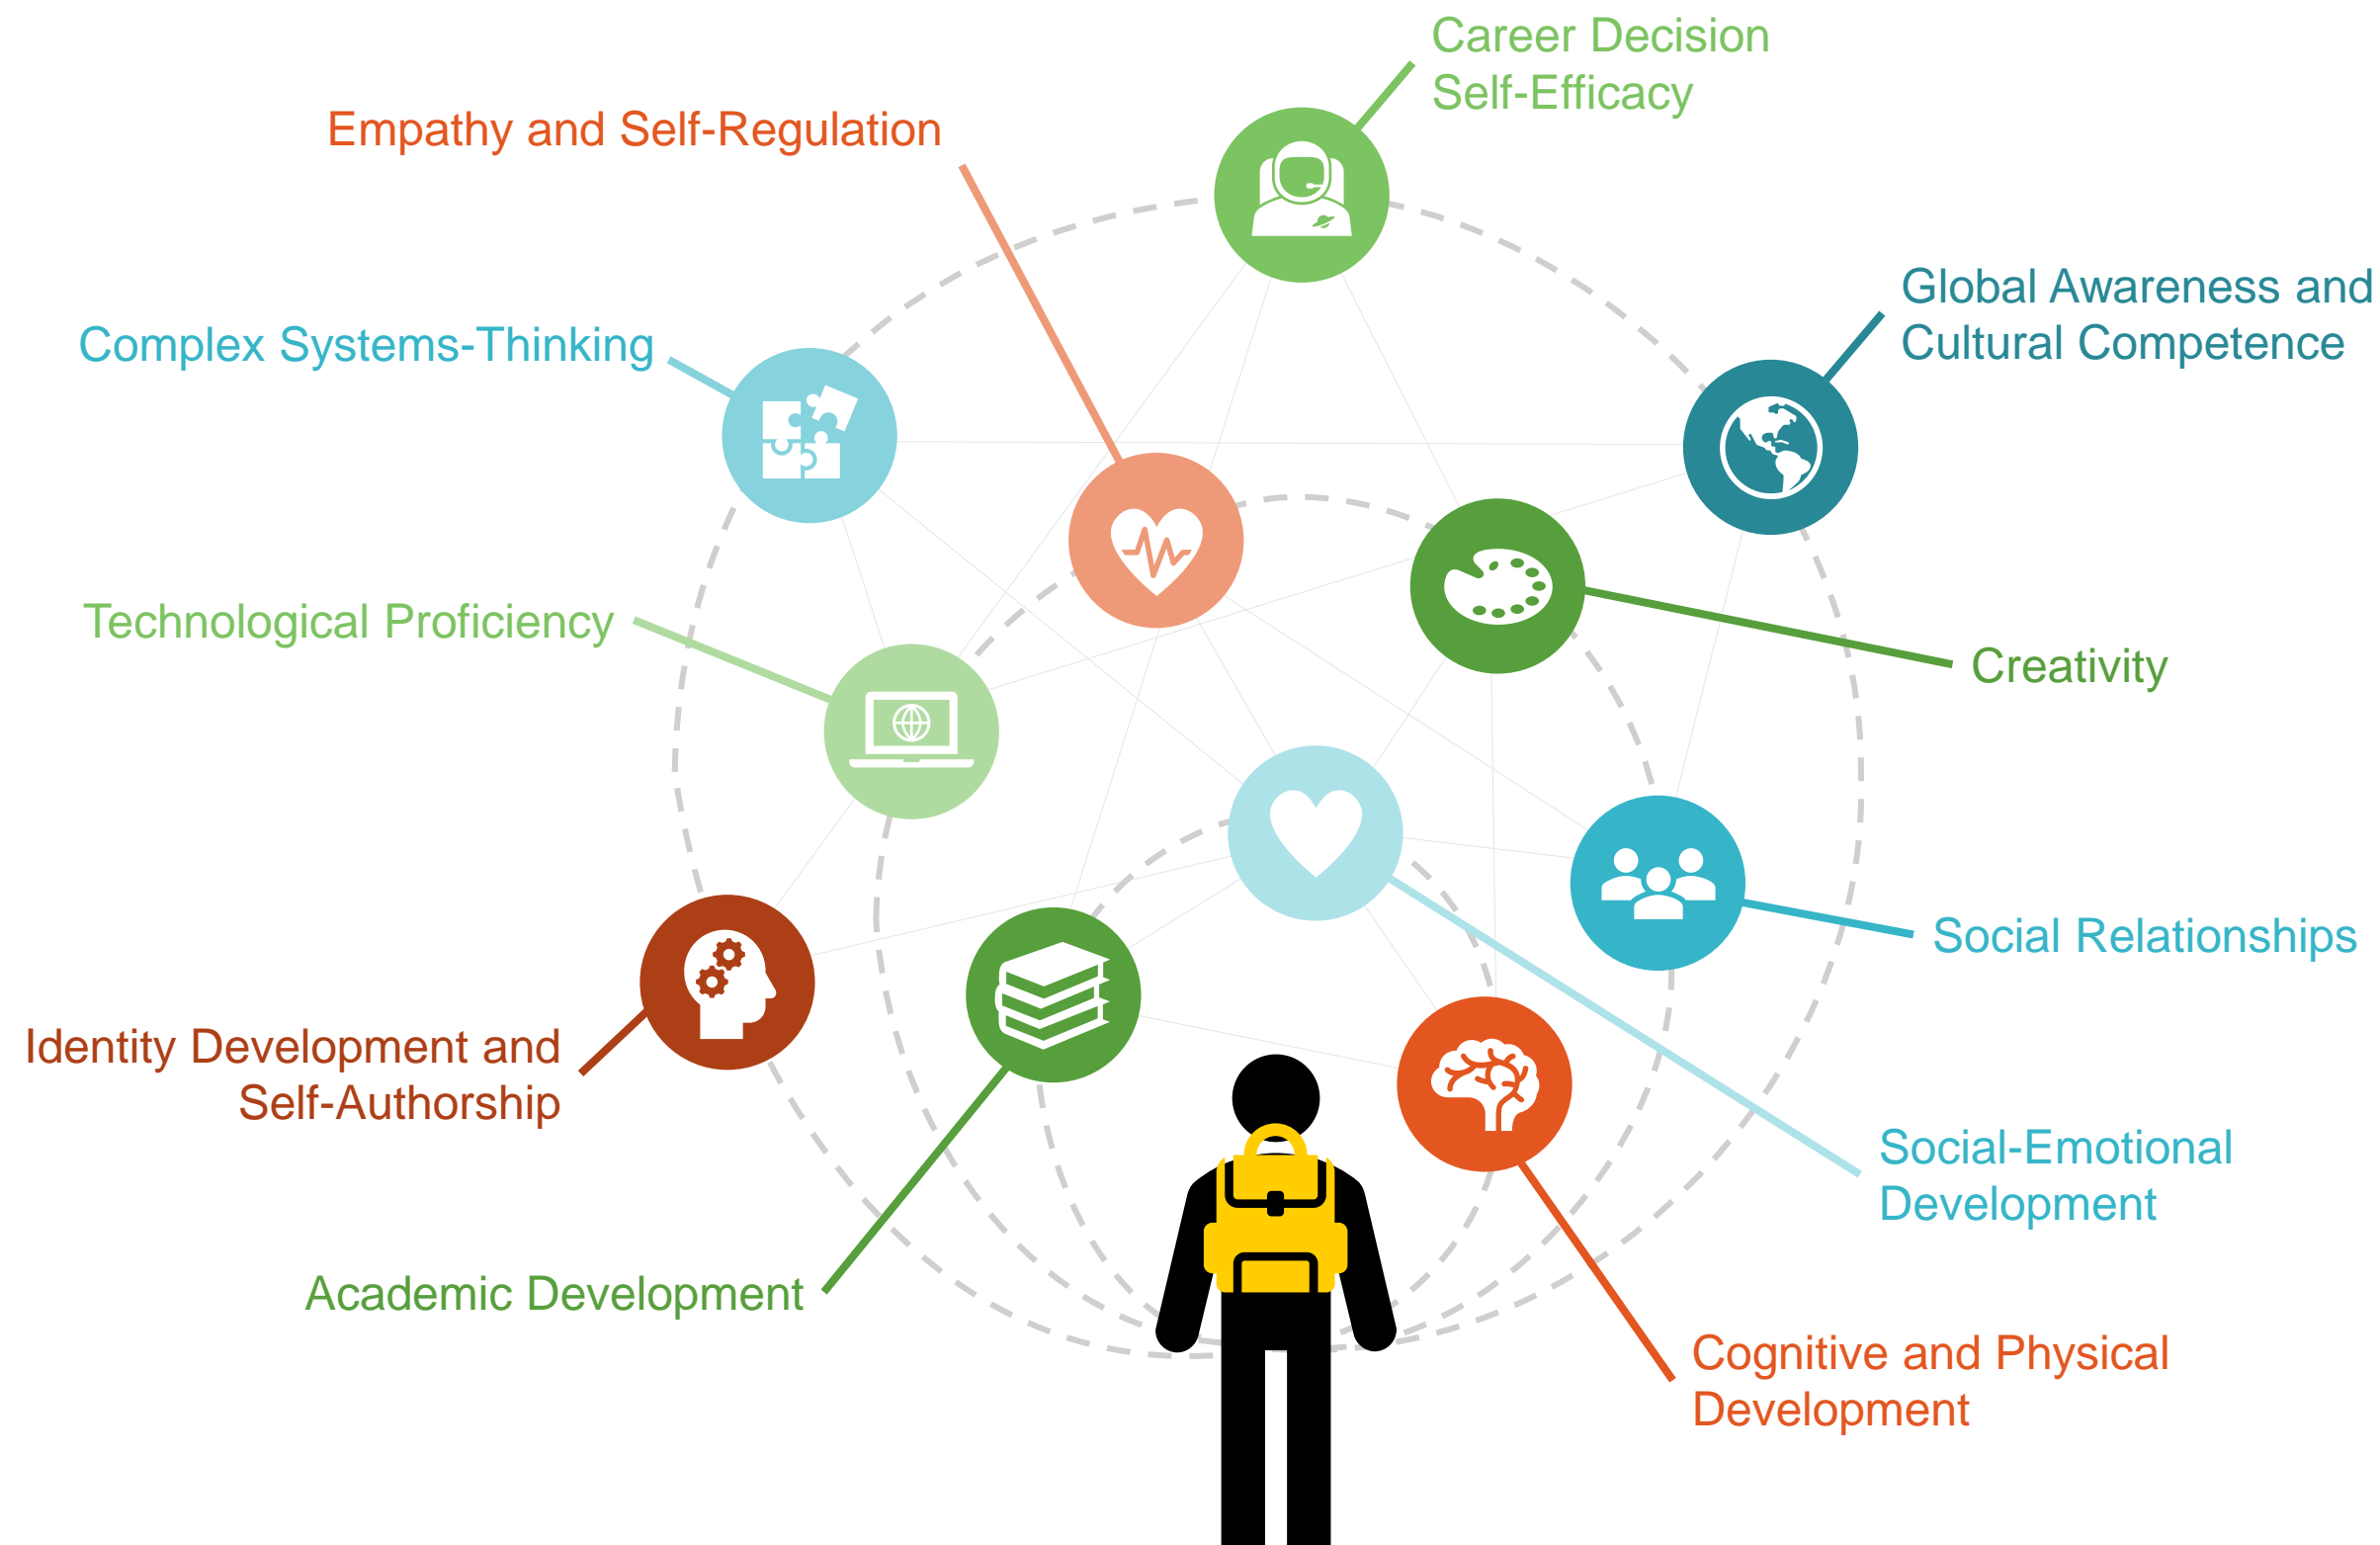 Career Decision
Self-Efficacy
Empathy and Self-Regulation
Global Awareness and
Cultural Competence
Complex Systems-Thinking
Technological Proficiency
Creativity
Social Relationships
Identity Development and
Self-Authorship
Social-Emotional
Development
Academic Development
Cognitive and Physical
Development